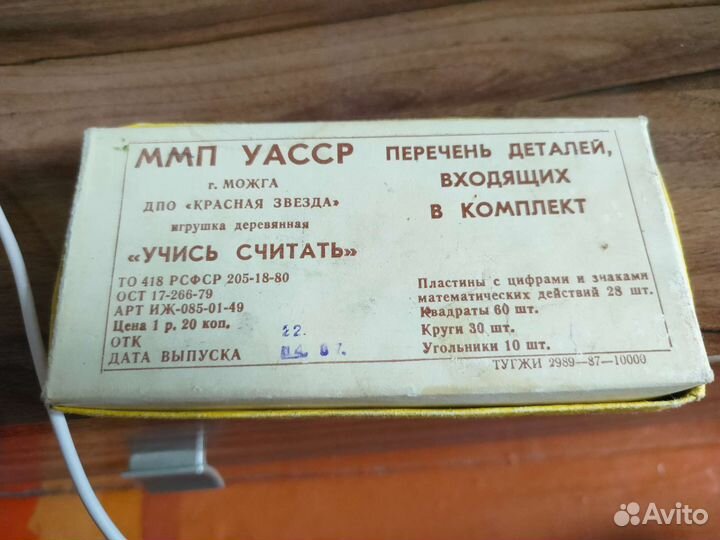 ММП УАССР
г. МОЖГА
ДПО «КРАСНАЯ ЗВЕЗДА»
игрушка деревянная
«УЧИСЬ СЧИТАТЬ»
ТО 418 РСФСР 205-18-80
ОСТ 17-266-79
АРТ ИЖ-085-01-49
Цена 1 р. 20 коп.
ОТК 22.
ДАТА ВЫПУСКА
ПЕРЕЧЕНЬ ДЕТАЛЕЙ,
ВХОДЯЩИХ
В КОМПЛЕКТ
Пластины с цифрами и знаками
математических действий 28 шт.
Квадраты 60 шт.
Круги 30 шт.
Угольники 10 шт.
ТУГЖИ 2989—87—10000
Avito